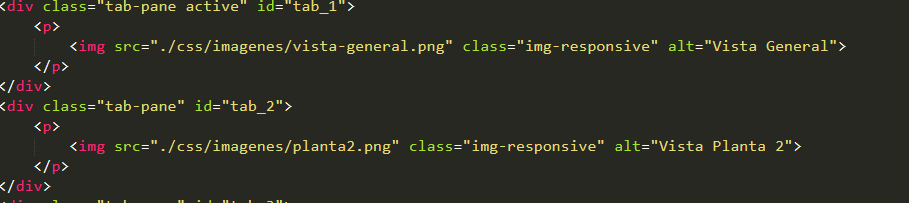 <div class="tab-pane active" id="tab_1">
<p>
<img src="./css/imagenes/vista-general.png" class="img-responsive" alt="Vista General">
</p>
</div>
<div class="tab-pane" id="tab_2">
<p>
<img src="./css/imagenes/planta2.png" class="img-responsive" alt="Vista Planta 2">
</p>
</div>